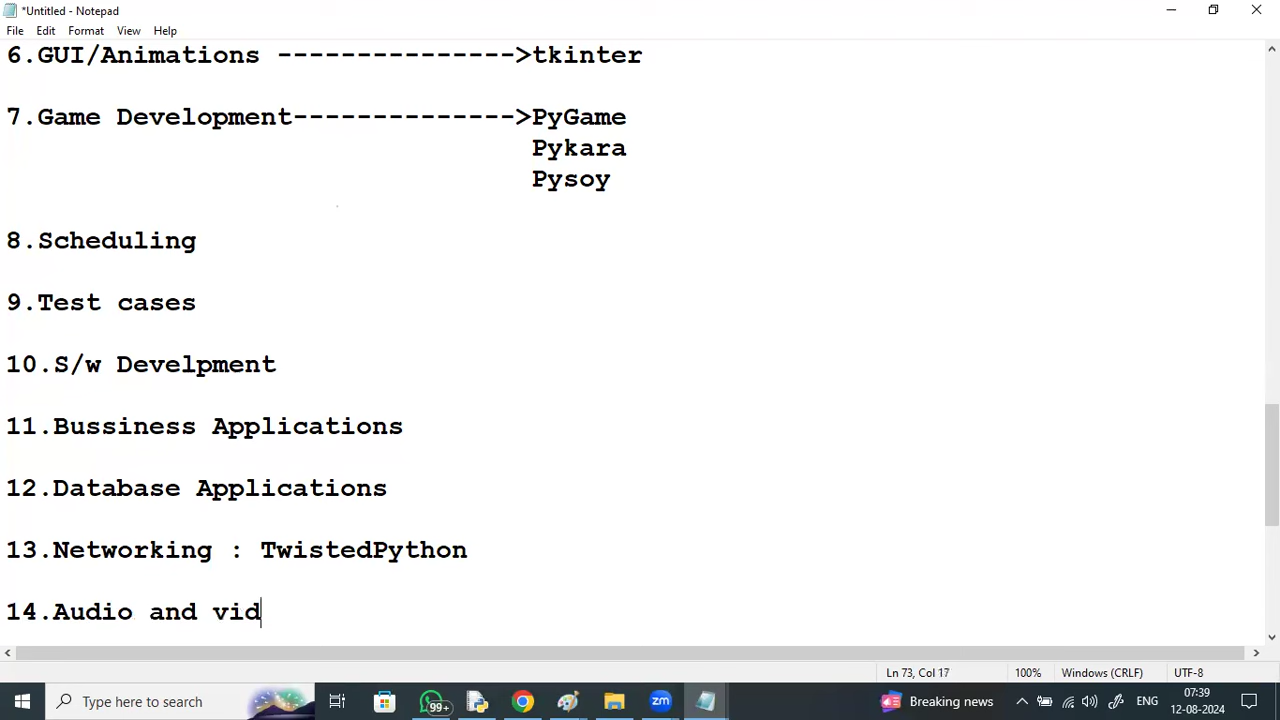 *Untitled - Notepad
File Edit Format View Help
6.GUI/Animations --------------->tkinter
7.Game Development-------------->PyGame
Pykara
Pysoy
8.Scheduling
9.Test cases
10.S/w Develpment
11.Bussiness Applications
12.Database Applications
13.Networking : TwistedPython
14.Audio and vid
Ln 73, Col 17 100% Windows (CRLF) UTF-8
Type here to search 99+ zm Breaking news ENG 07:39
12-08-2024